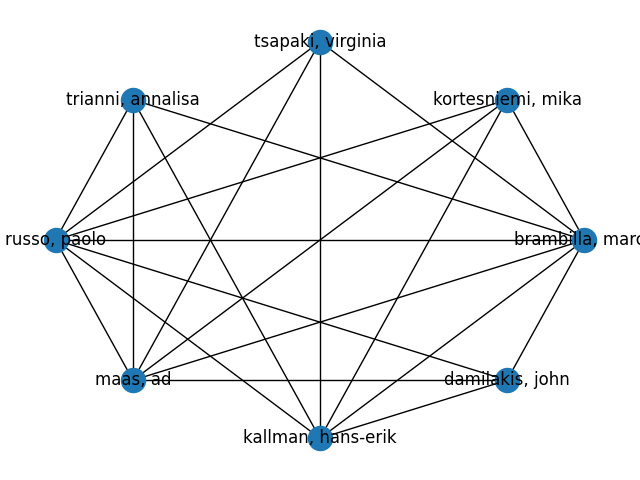 tsapaki, virginia
trianni, annalisa
kortesniemi, mika
russo, paolo
brambilla, marc
maas, ad
damilakis, john
kallman, hans-erik